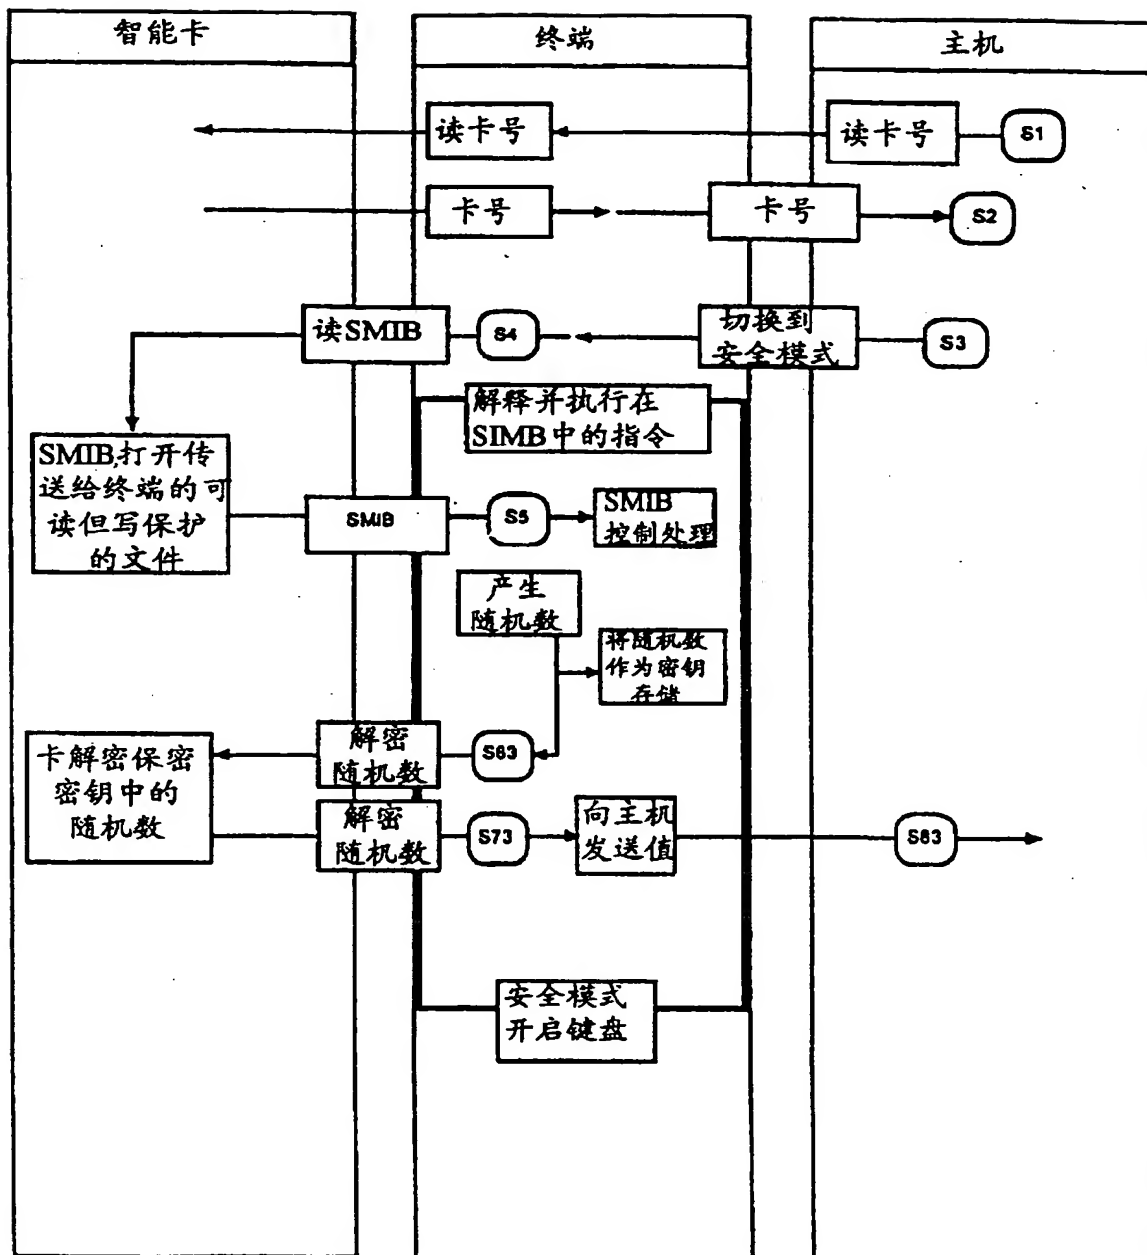 智能卡
终端
主机
读卡号
读卡号
S1
卡号
卡号
S2
读SMIB
S4
切换到
安全模式
S3
解释并执行在
SIMB中的指令
SMIB,打开传
送给终端的可
读但写保护
的文件
SMIB
S5
SMIB
控制处理
产生
随机数
将随机数
作为密钥
存储
卡解密保密
密钥中的
随机数
解密
随机数
S63
解密
随机数
S73
向主机
发送值
S83
安全模式
开启键盘